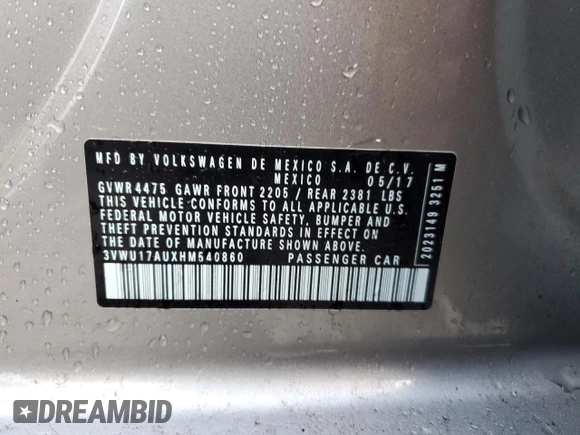 MFD BY VOLKSWAGEN DE MEXICO S.A. DE C.V.
MEXICO 05/17
GVWR4475 GAWR FRONT 2205 / REAR 2381 LBS
THIS VEHICLE CONFORMS TO ALL APPLICABLE U.S.
FEDERAL MOTOR VEHICLE SAFETY, BUMPER AND
THEFT PREVENTION STANDARDS IN EFFECT ON
THE DATE OF MANUFACTURE SHOWN ABOVE.
3VWU17AUXHM540860 PASSENGER CAR
2023149 3251 M
DREAMBID